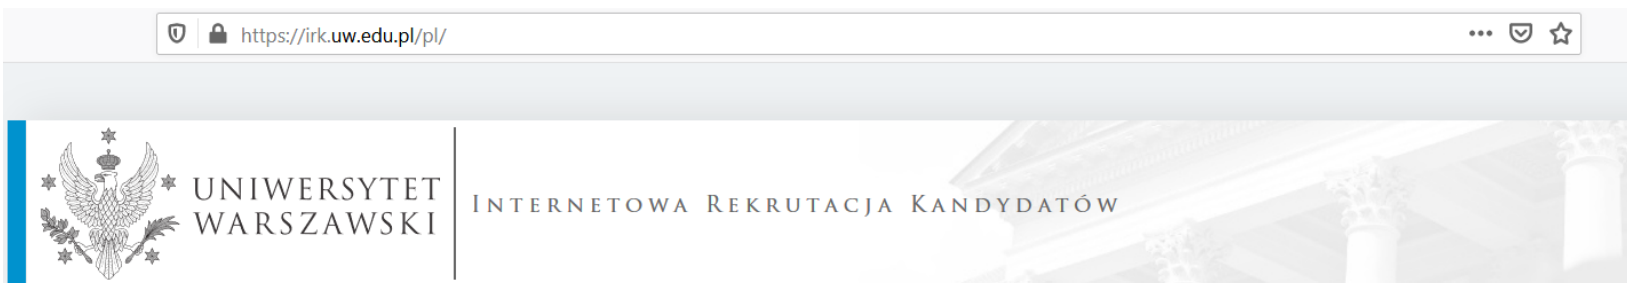 https://irk.uw.edu.pl/pl/
UNIWERSYTET
WARSZAWSKI
INTERNETOWA REKRUTACJA KANDYDATÓW